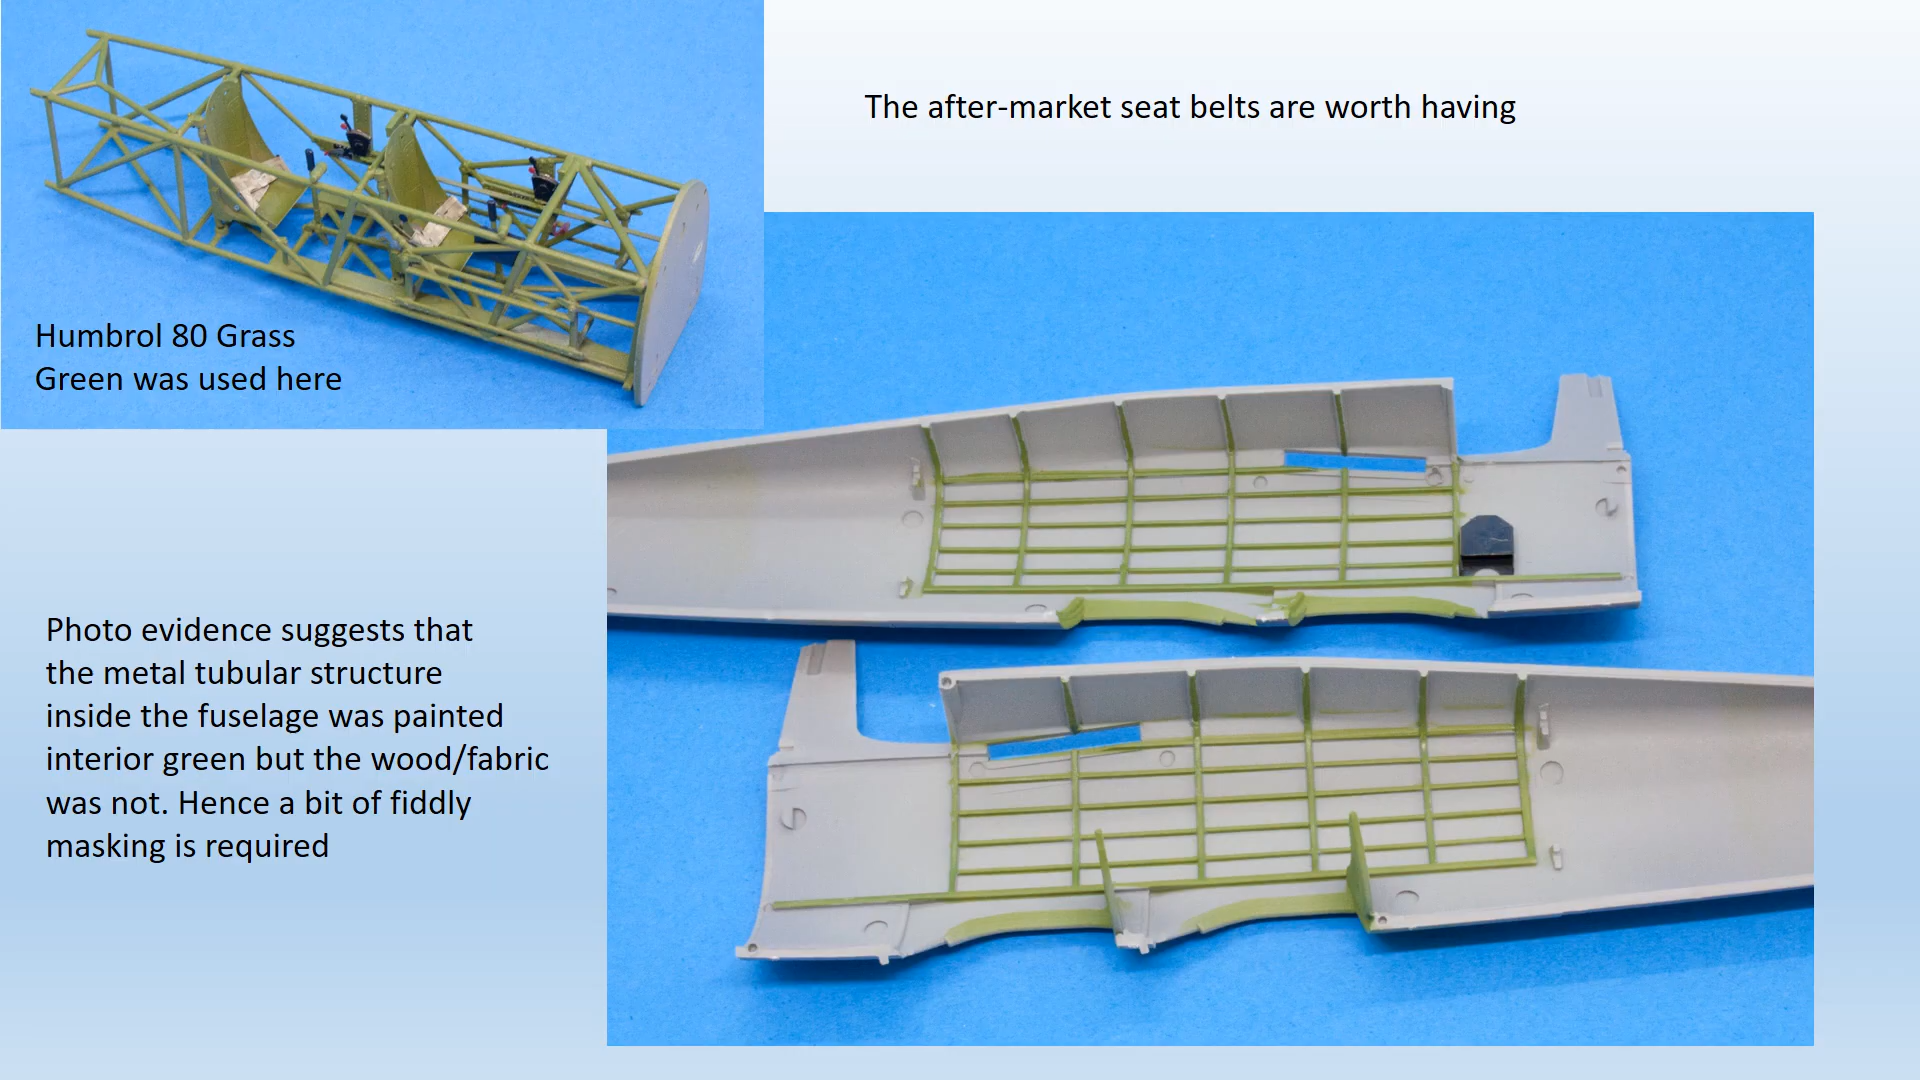 The after-market seat belts are worth having
Humbrol 80 Grass
Green was used here
Photo evidence suggests that
the metal tubular structure
inside the fuselage was painted
interior green but the wood/fabric
was not. Hence a bit of fiddly
masking is required